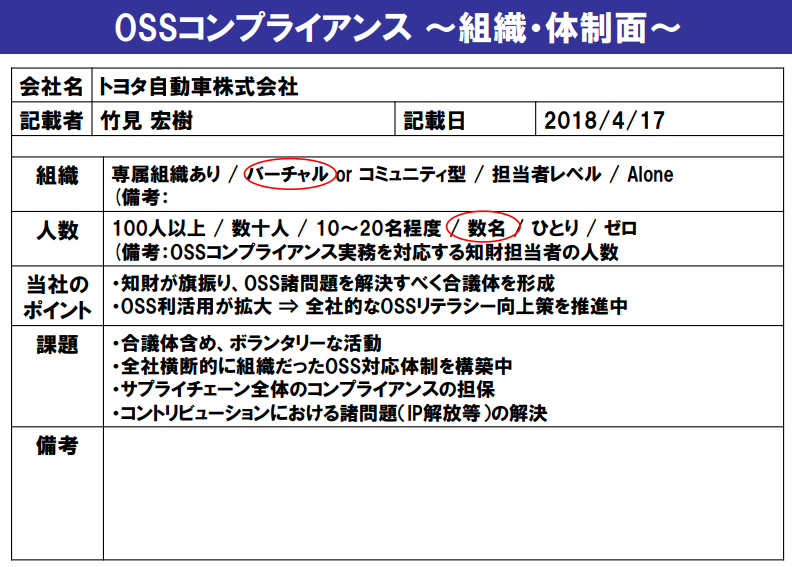 OSSコンプライアンス ～組織・体制面～
会社名 トヨタ自動車株式会社
記載者 竹見 宏樹 記載日 2018/4/17
組織 専属組織あり / バーチャル or コミュニティ型 / 担当者レベル / Alone
(備考：
人数 100人以上 / 数十人 / 10～20名程度 / 数名 / ひとり / ゼロ
(備考：OSSコンプライアンス実務を対応する知財担当者の人数
当社の
ポイント
・知財が旗振り、OSS諸問題を解決すべく合議体を形成
・OSS利活用が拡大 ⇒ 全社的なOSSリテラシー向上策を推進中
課題 ・合議体含め、ボランタリーな活動
・全社横断的に組織だったOSS対応体制を構築中
・サプライチェーン全体のコンプライアンスの担保
・コントリビューションにおける諸問題(IP解放等)の解決
備考